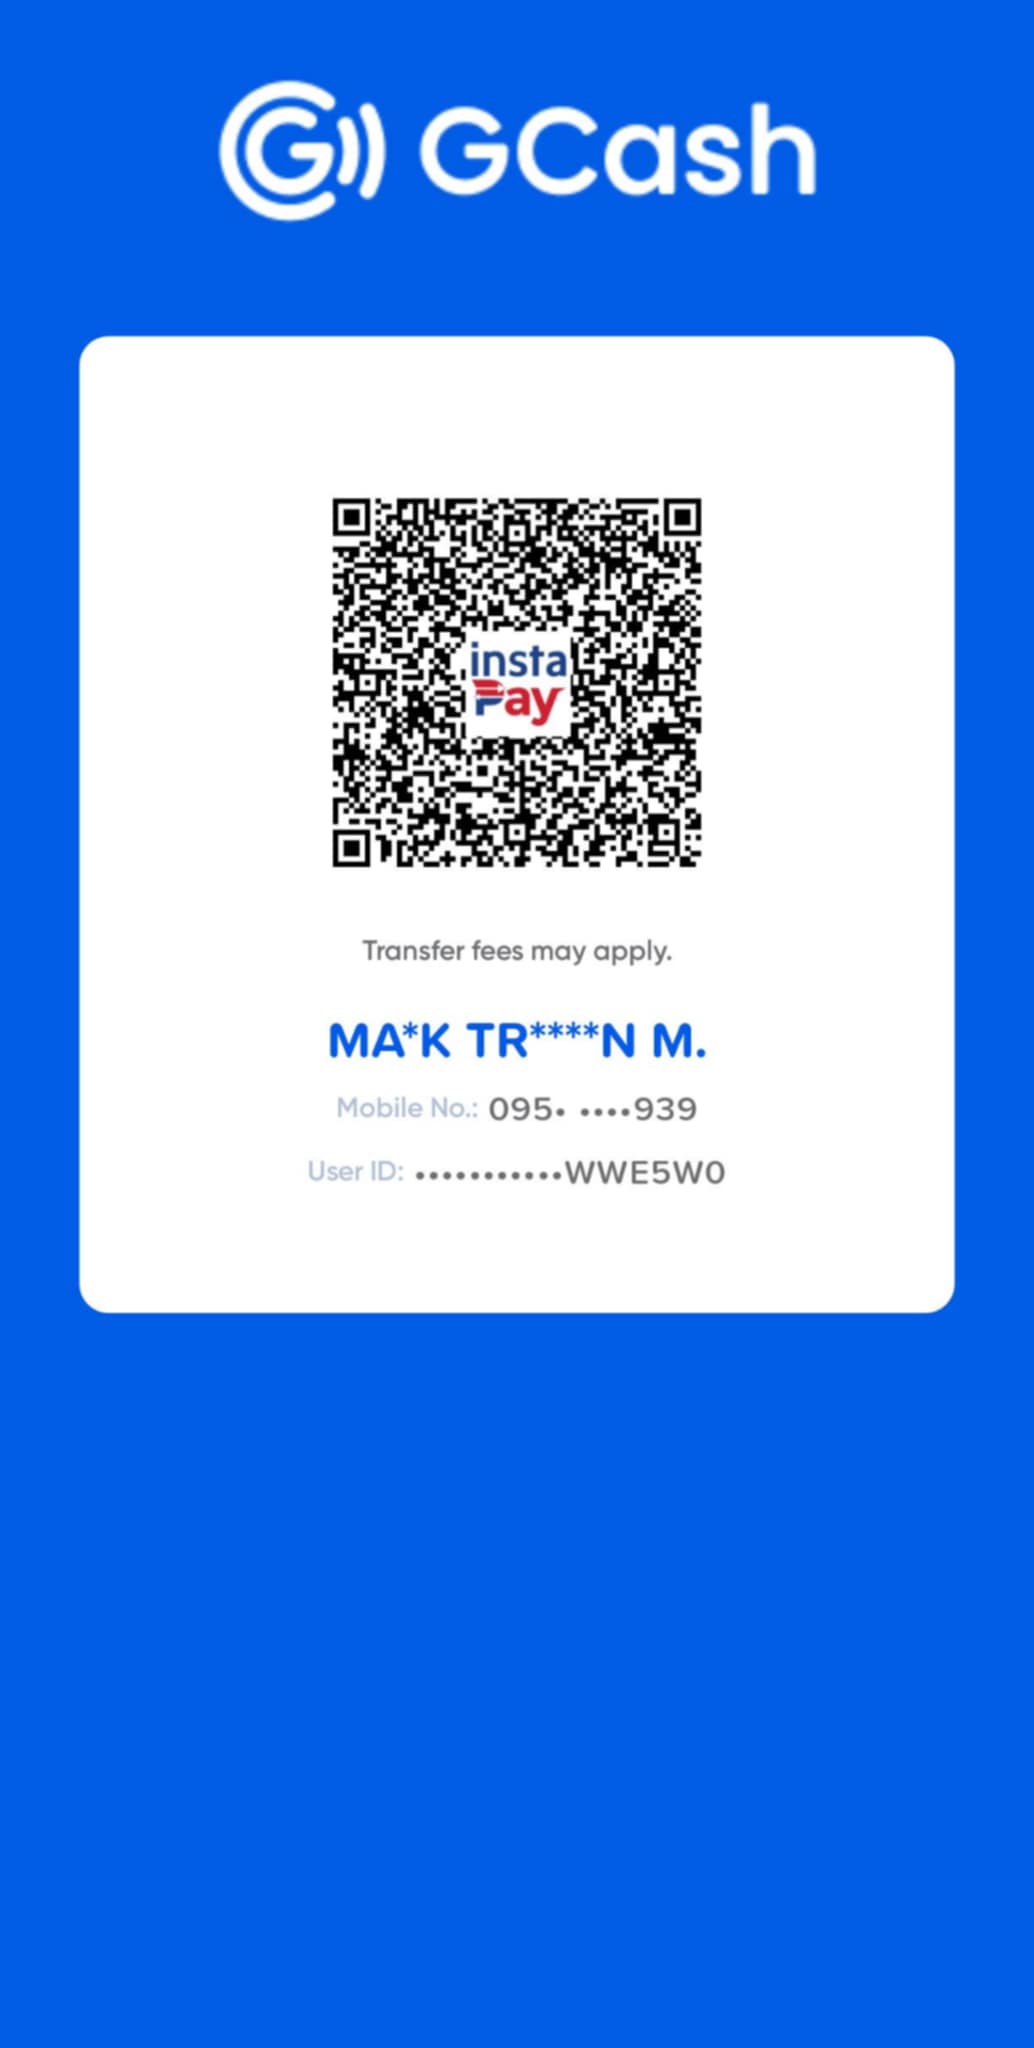 GCash
insta
Pay
Transfer fees may apply.
MA*K TR****N M.
Mobile No.: 095• ••••939
User ID: •••••••••••WWE5W0